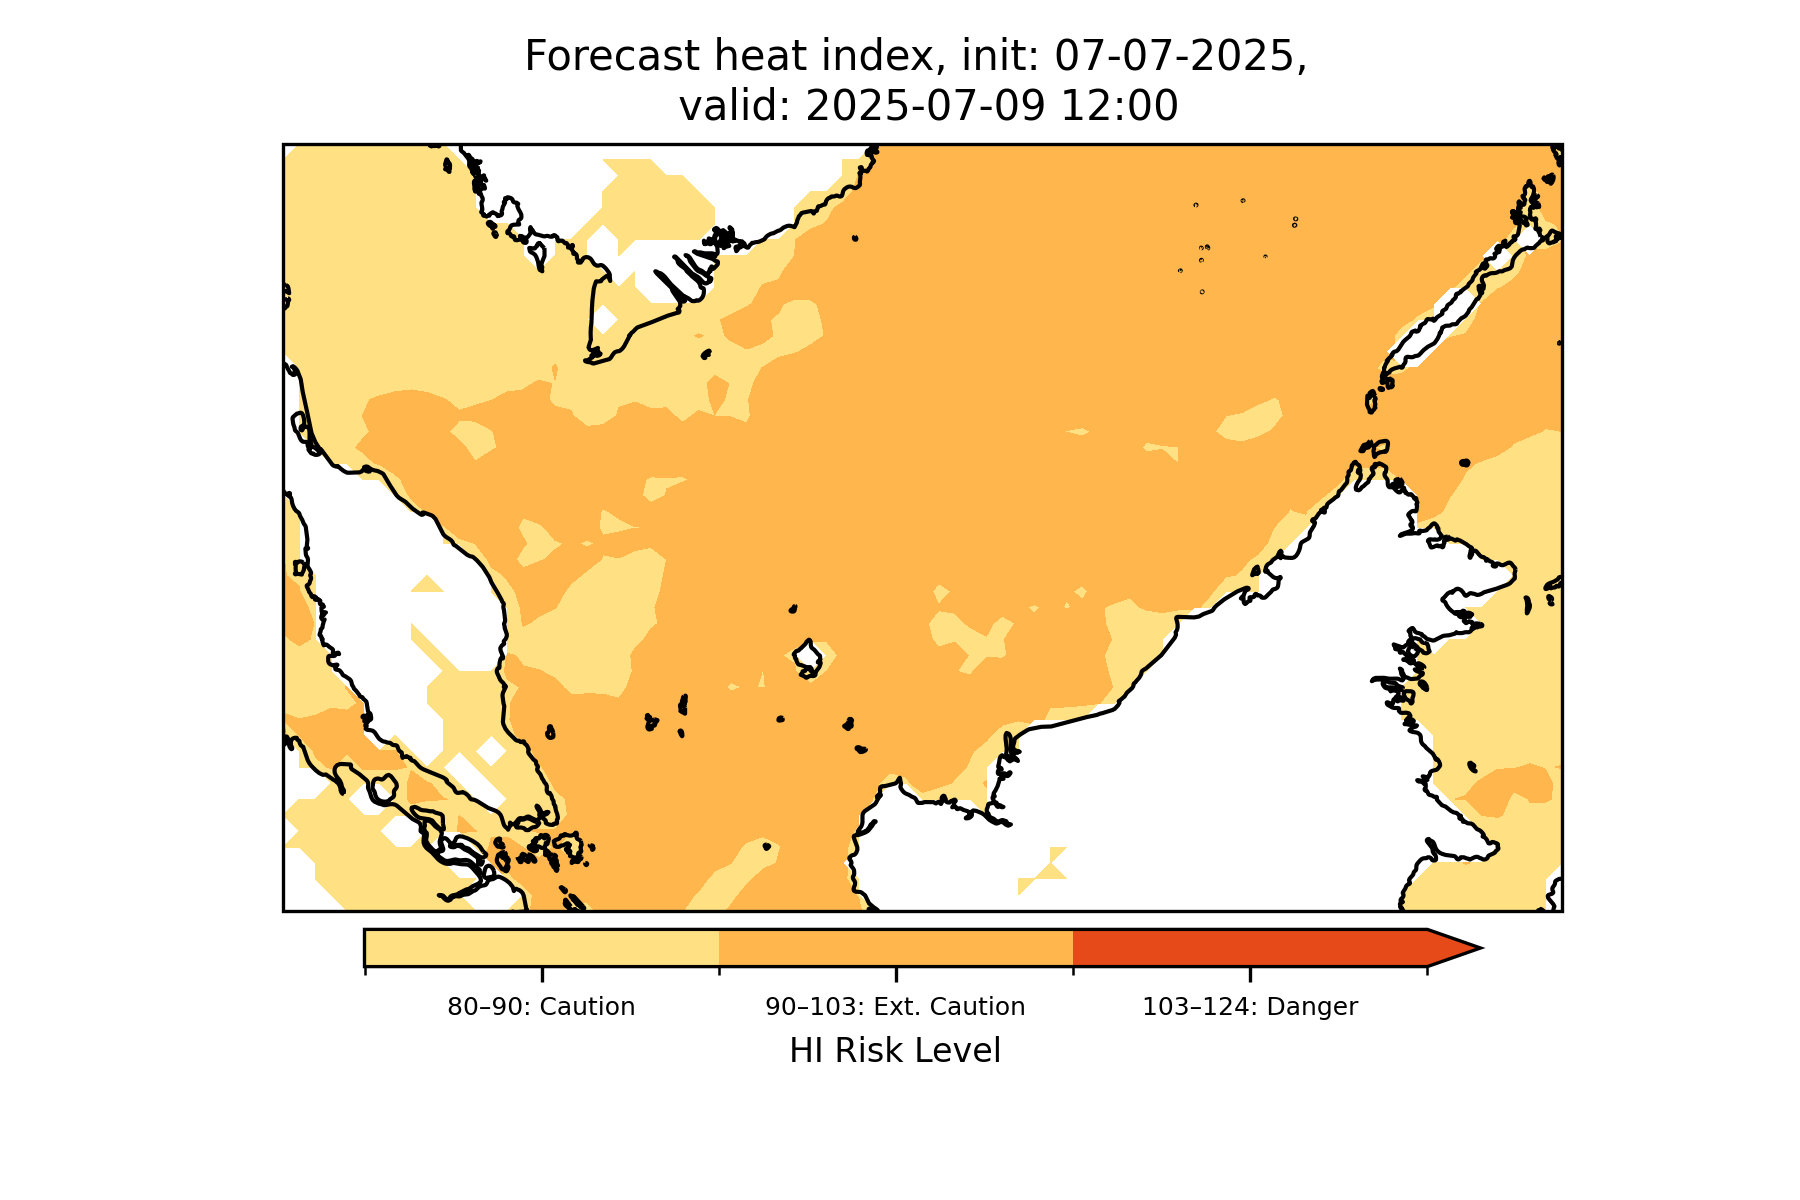 Forecast heat index, init: 07-07-2025,
valid: 2025-07-09 12:00
80–90: Caution
90–103: Ext. Caution
103–124: Danger
HI Risk Level